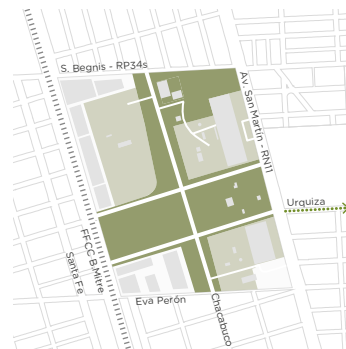 S. Begnis - RP34s
Av. San Martín - RN11
Urquiza
FFCC B.Mitre
Santa Fe
Eva Perón
Chacabuco